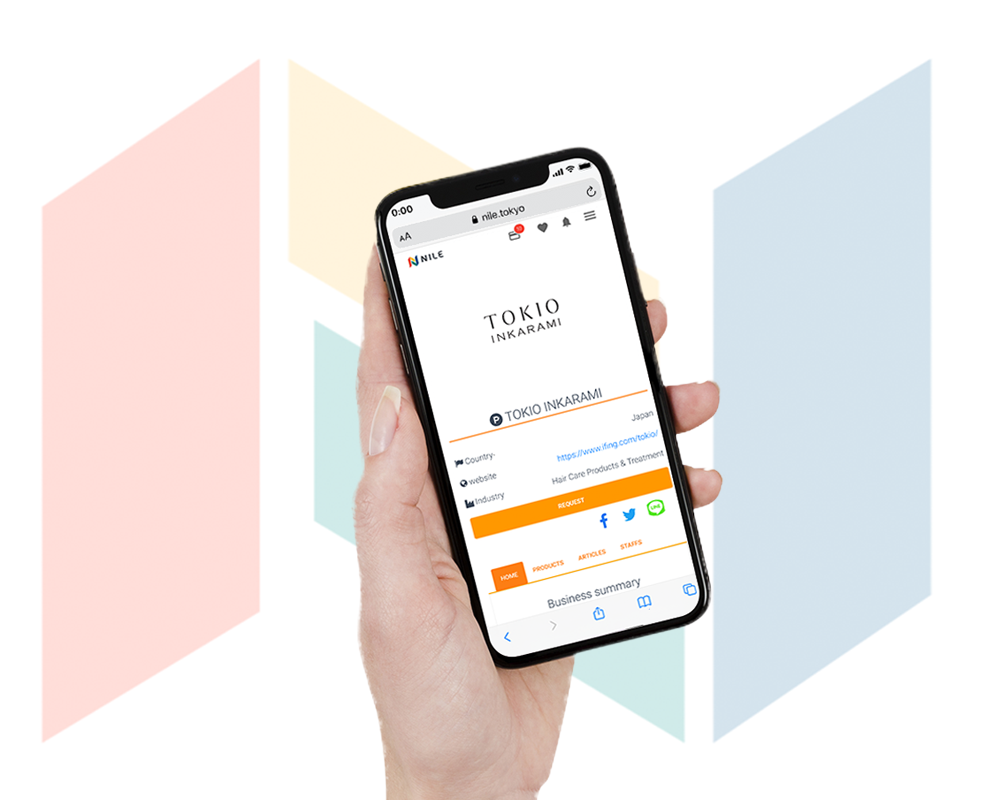 0:00
AA
nile.tokyo
NILE
TOKIO
INKARAMI
P TOKIO INKARAMI
Country-
Japan
website
https://www.ifing.com/tokio/
Industry
Hair Care Products & Treatment
REQUEST
LINE
HOME PRODUCTS ARTICLES STAFFS
Business summary